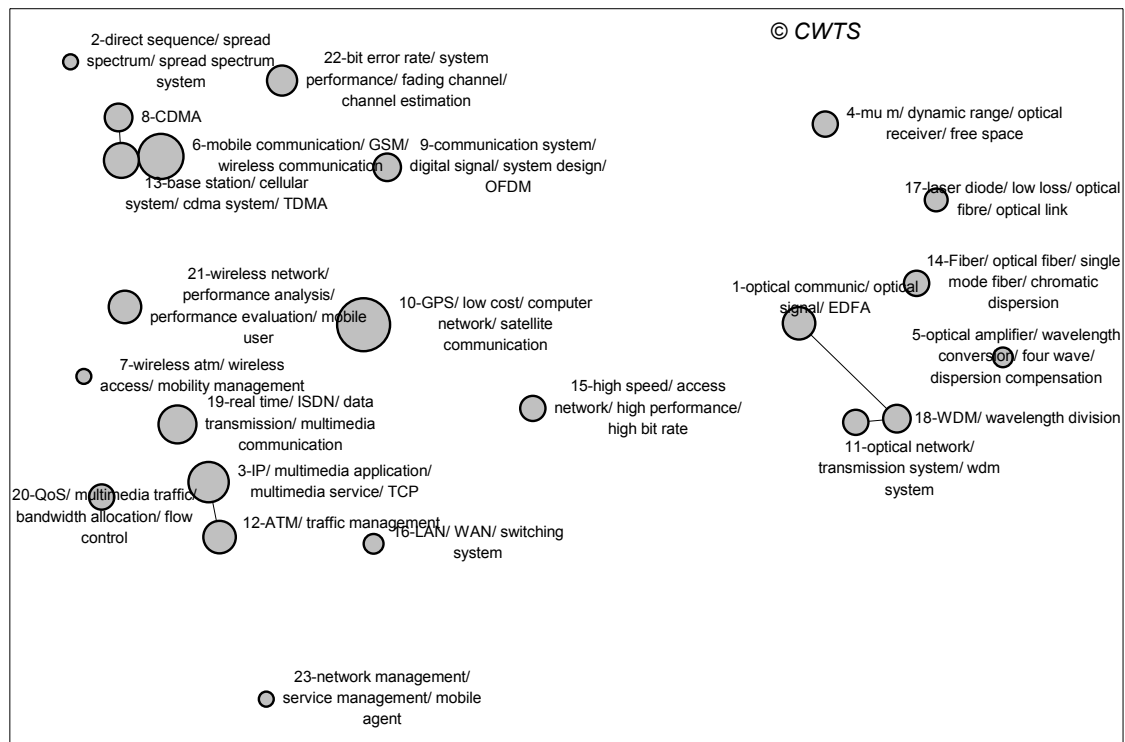 © CWTS
2-direct sequence/ spread
spectrum/ spread spectrum
system
22-bit error rate/ system
performance/ fading channel/
channel estimation
8-CDMA
4-mu m/ dynamic range/ optical
receiver/ free space
6-mobile communication/ GSM/
wireless communication
9-communication system/
digital signal/ system design/
OFDM
13-base station/ cellular
system/ cdma system/ TDMA
17-laser diode/ low loss/ optical
fibre/ optical link
14-Fiber/ optical fiber/ single
mode fiber/ chromatic
dispersion
21-wireless network/
performance analysis/
performance evaluation/ mobile
user
10-GPS/ low cost/ computer
network/ satellite
communication
1-optical communic/ optical
signal/ EDFA
5-optical amplifier/ wavelength
conversion/ four wave/
dispersion compensation
7-wireless atm/ wireless
access/ mobility management
19-real time/ ISDN/ data
transmission/ multimedia
communication
15-high speed/ access
network/ high performance/
high bit rate
18-WDM/ wavelength division
11-optical network/
transmission system/ wdm
system
3-IP/ multimedia application/
multimedia service/ TCP
20-QoS/ multimedia traffic/
bandwidth allocation/ flow
control
12-ATM/ traffic management
16-LAN/ WAN/ switching
system
23-network management/
service management/ mobile
agent